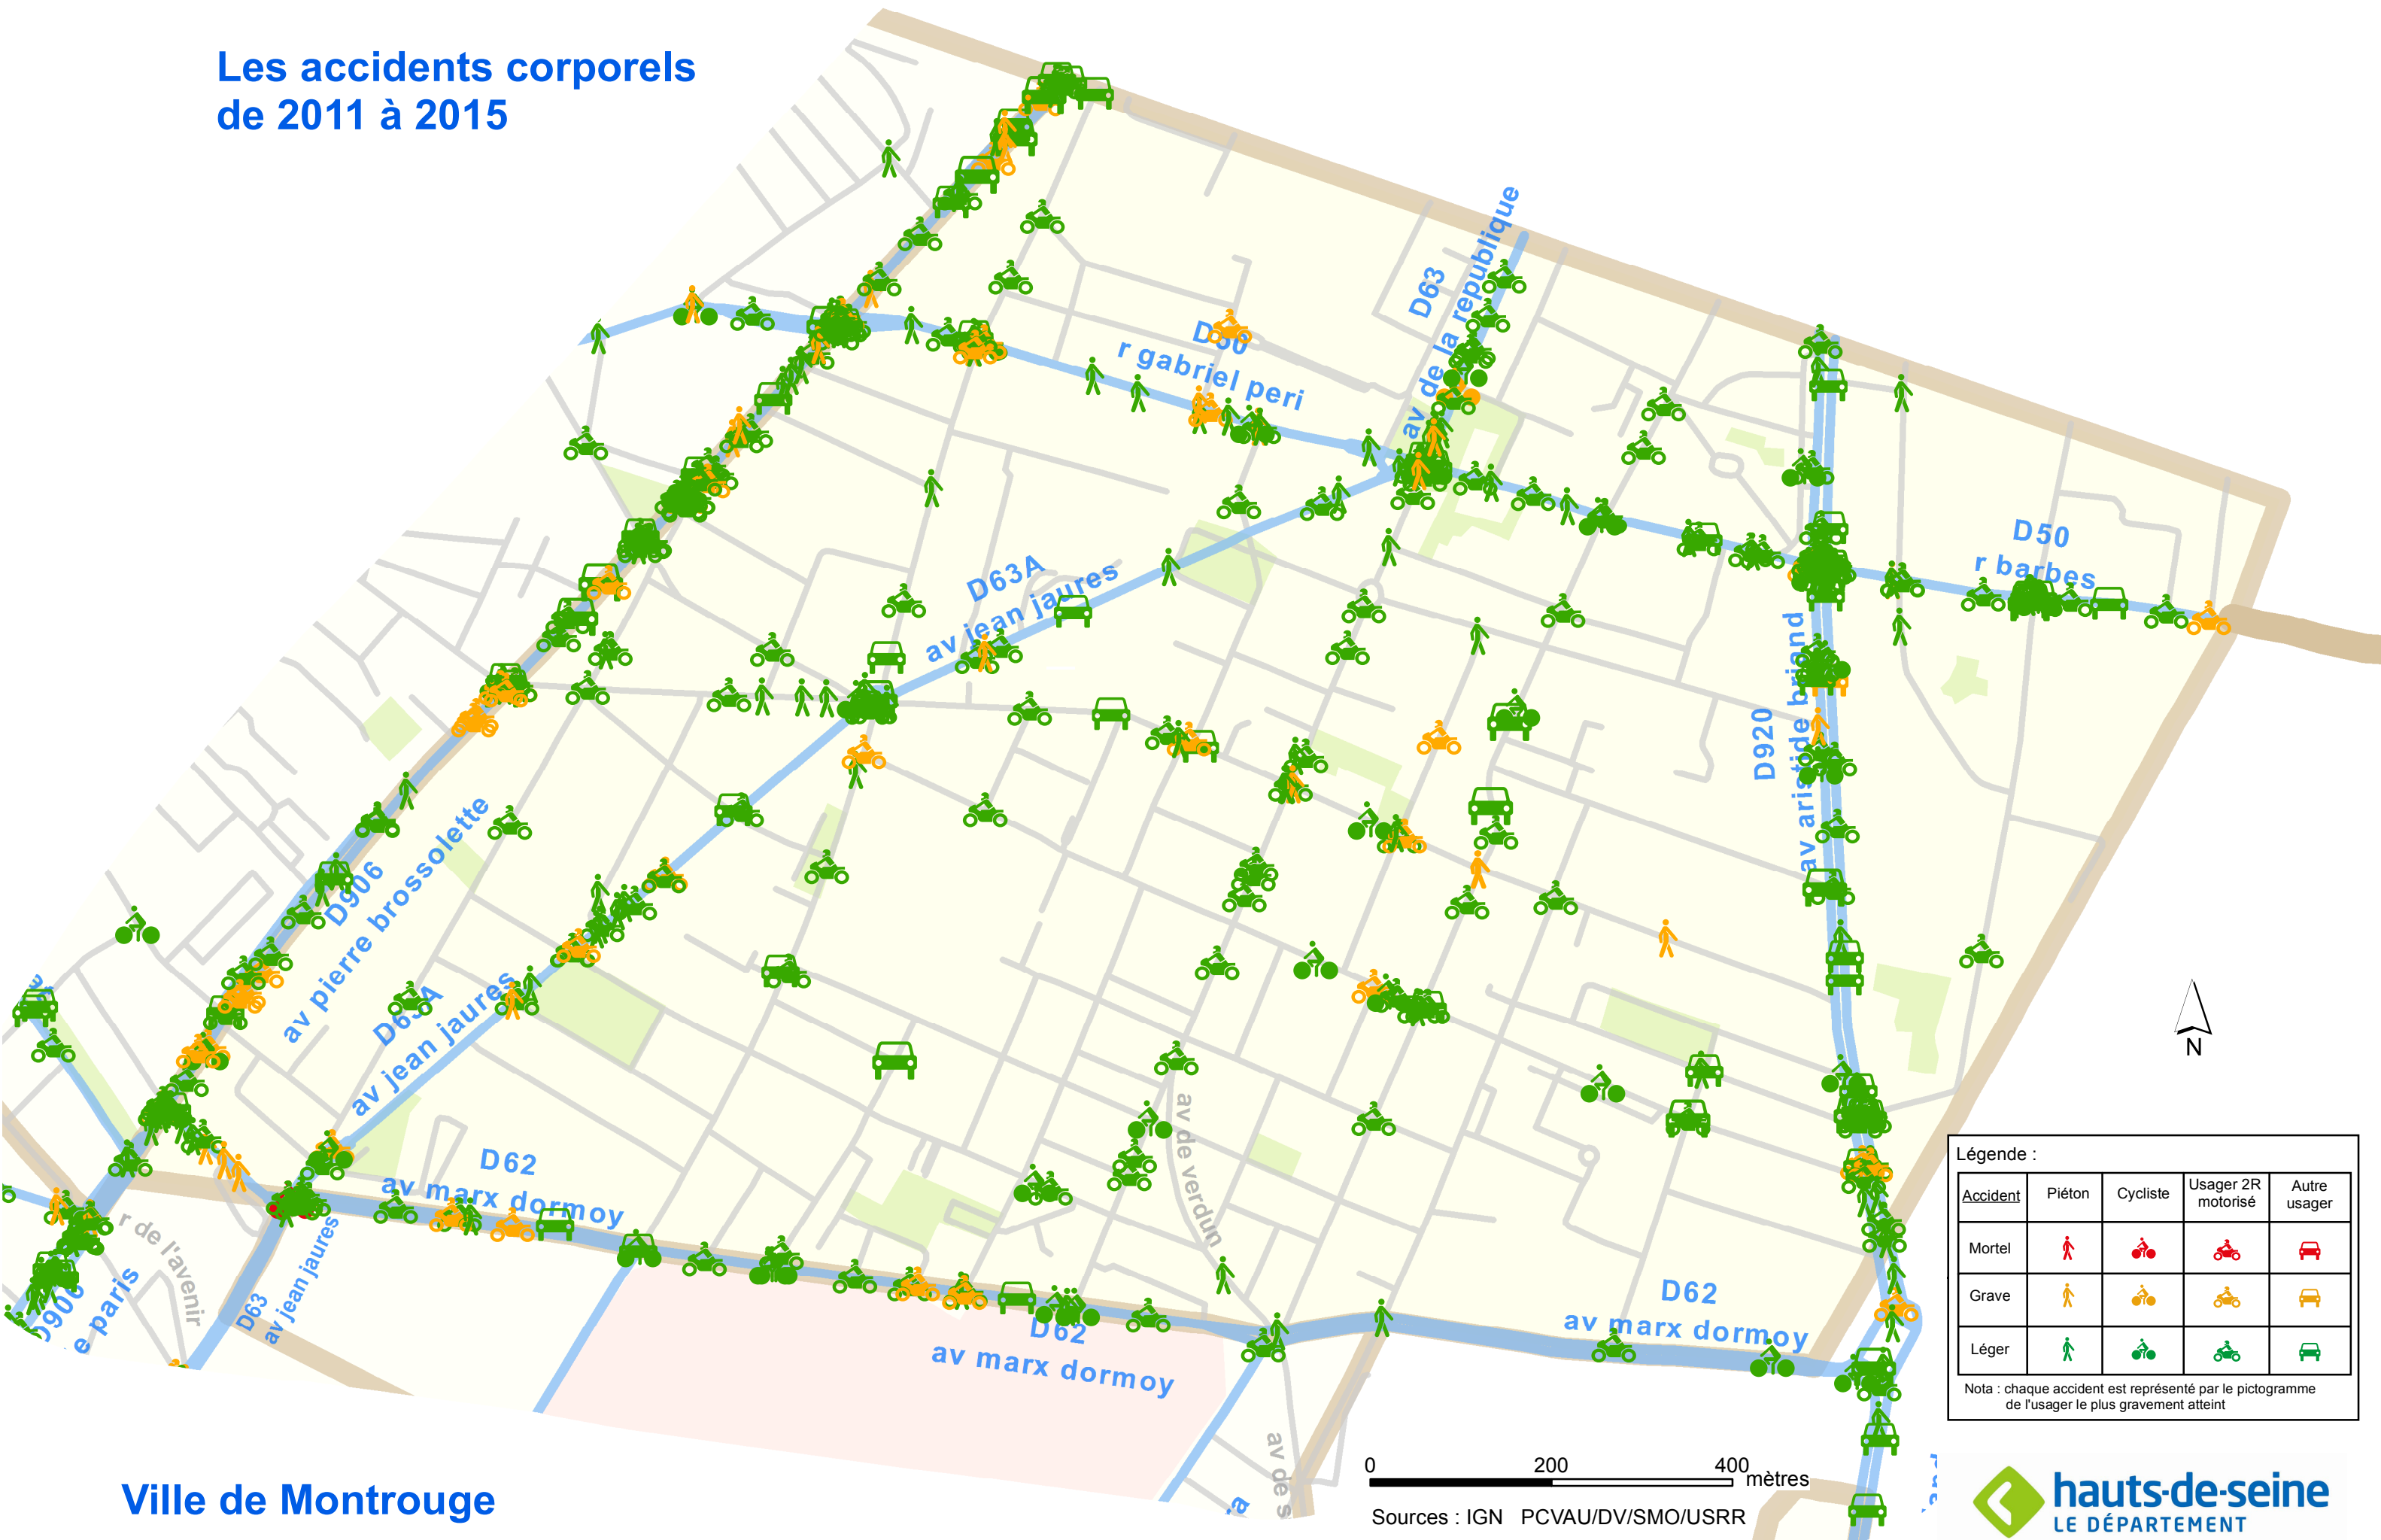 Les accidents corporels
de 2011 à 2015
D63
av de la republique
r gabriel peri
D50
r barbes
D63A
av jean jaures
D920
av aristide briand
D906
av pierre brossolette
av jean jaures
D62
av marx dormoy
r de l'avenir
D63
av jean jaures
D906
e paris
av de verdun
D62
av marx dormoy
D62
av marx dormoy
av de s
N
Légende :
Accident Piéton Cycliste Usager 2R motorisé Autre usager
Mortel
Grave
Léger
Nota : chaque accident est représenté par le pictogramme
de l'usager le plus gravement atteint
0 200 400 mètres
Sources : IGN PCVAU/DV/SMO/USRR
Ville de Montrouge
hauts-de-seine
LE DÉPARTEMENT